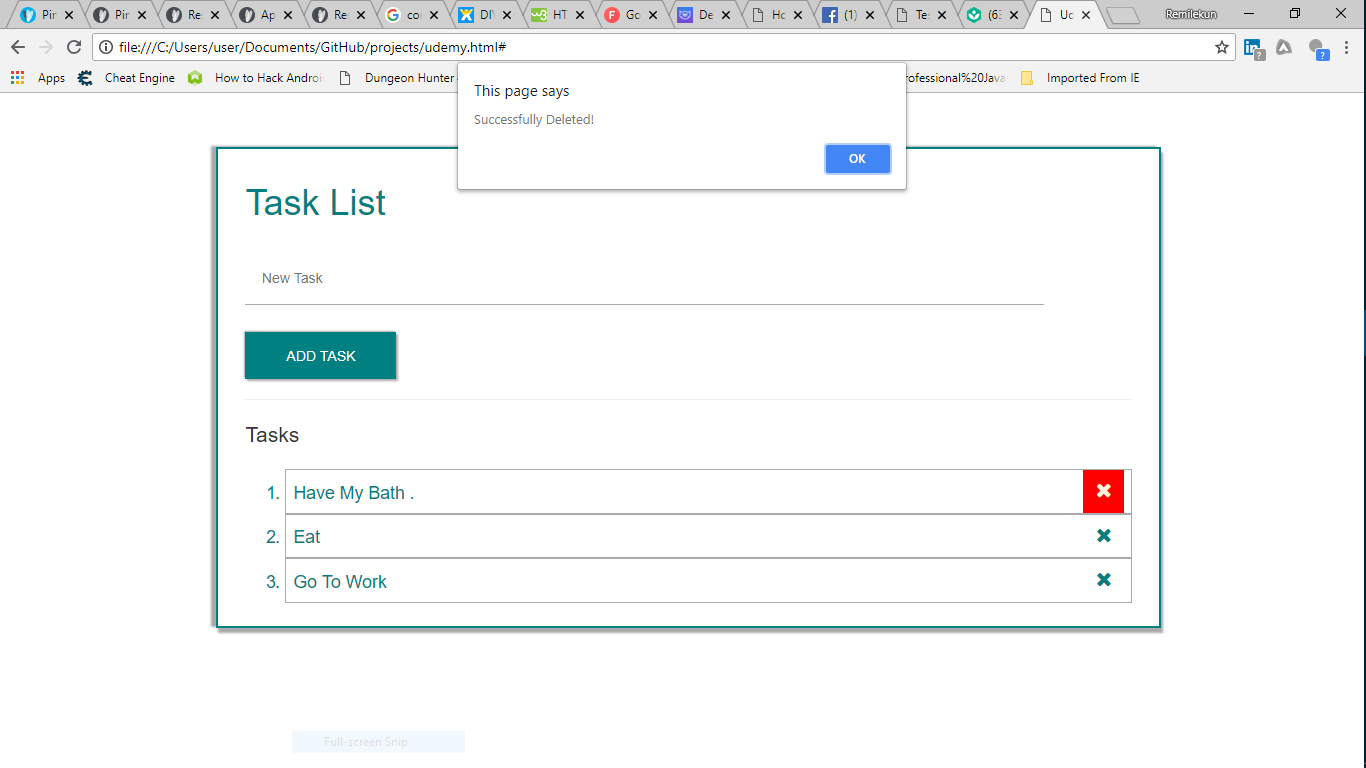 Pir Pir Re Ap Re co DI HT Go De Ho (1) Te (6 Uc Remilekun
file:///C:/Users/user/Documents/GitHub/projects/udemy.html#
Apps Cheat Engine How to Hack Androi Dungeon Hunter rofessional%20Java Imported From IE
This page says
Successfully Deleted!
OK
Task List
New Task
ADD TASK
Tasks
1. Have My Bath .
2. Eat
3. Go To Work
Full-screen Snip